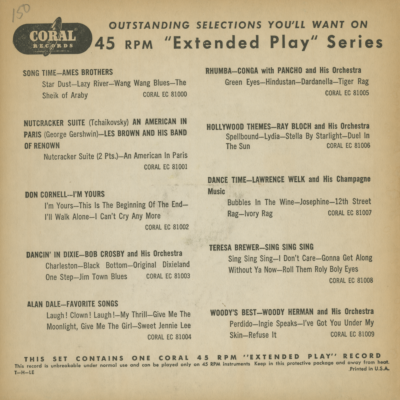 150
CORAL
RECORDS
OUTSTANDING SELECTIONS YOU'LL WANT ON
45 RPM "Extended Play" Series
SONG TIME—AMES BROTHERS
Star Dust—Lazy River—Wang Wang Blues—The
Sheik of Araby CORAL EC 81000
NUTCRACKER SUITE (Tchaikovsky) AN AMERICAN IN
PARIS (George Gershwin)—LES BROWN AND HIS BAND
OF RENOWN
Nutcracker Suite (2 Pts.)—An American In Paris
CORAL EC 81001
DON CORNELL—I'M YOURS
I'm Yours—This Is The Beginning Of The End—
I'll Walk Alone—I Can't Cry Any More
CORAL EC 81002
DANCIN' IN DIXIE—BOB CROSBY and His Orchestra
Charleston—Black Bottom—Original Dixieland
One Step—Jim Town Blues CORAL EC 81003
ALAN DALE—FAVORITE SONGS
Laugh! Clown! Laugh!—My Thrill—Give Me The
Moonlight, Give Me The Girl—Sweet Jennie Lee
CORAL EC 81004
RHUMBA—CONGA with PANCHO and His Orchestra
Green Eyes—Hindustan—Dardanella—Tiger Rag
CORAL EC 81005
HOLLYWOOD THEMES—RAY BLOCH and His Orchestra
Spellbound—Lydia—Stella By Starlight—Duel In
The Sun CORAL EC 81006
DANCE TIME—LAWRENCE WELK and His Champagne
Music
Bubbles In The Wine—Josephine—12th Street
Rag—Ivory Rag CORAL EC 81007
TERESA BREWER—SING SING SING
Sing Sing Sing—I Don't Care—Gonna Get Along
Without Ya Now—Roll Them Roly Boly Eyes
CORAL EC 81008
WOODY'S BEST—WOODY HERMAN and His Orchestra
Perdido—Ingie Speaks—I've Got You Under My
Skin—Refuse It CORAL EC 81009
THIS SET CONTAINS ONE CORAL 45 RPM "EXTENDED PLAY" RECORD
This record is unbreakable under normal use and can be played only on 45 RPM instruments Keep in this protective package and away from heat.
Printed in U.S.A.